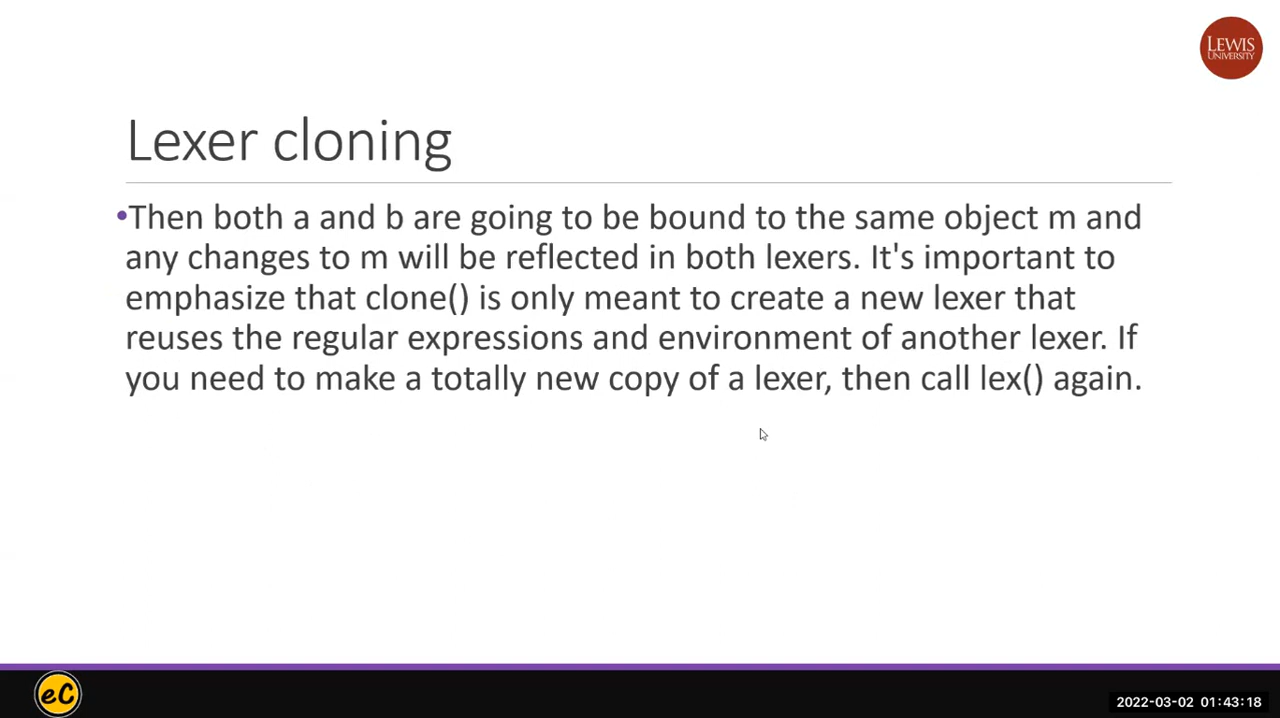 LEWIS
UNIVERSITY
Lexer cloning
•Then both a and b are going to be bound to the same object m and
any changes to m will be reflected in both lexers. It's important to
emphasize that clone() is only meant to create a new lexer that
reuses the regular expressions and environment of another lexer. If
you need to make a totally new copy of a lexer, then call lex() again.
eC
2022-03-02 01:43:18